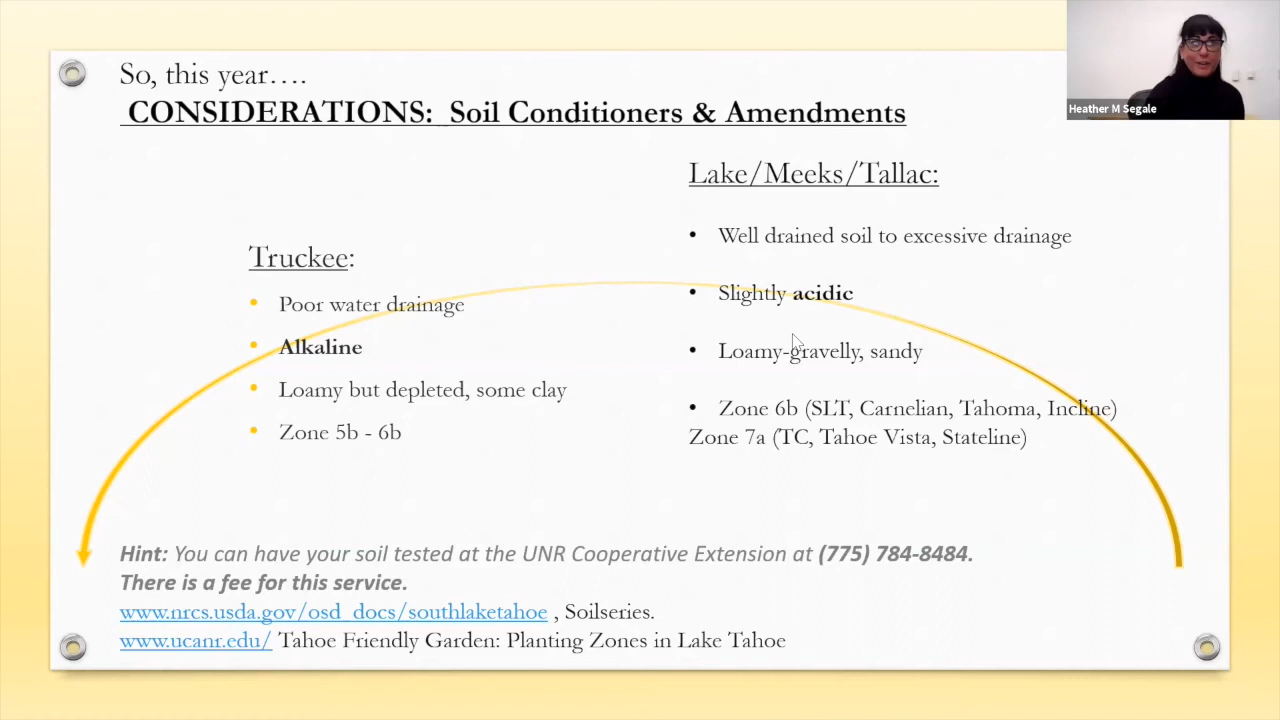 So, this year….
CONSIDERATIONS: Soil Conditioners & Amendments
Heather M Segale
Truckee:
• Poor water drainage
• Alkaline
• Loamy but depleted, some clay
• Zone 5b - 6b
Lake/Meeks/Tallac:
• Well drained soil to excessive drainage
• Slightly acidic
• Loamy-gravelly, sandy
• Zone 6b (SLT, Carnelian, Tahoma, Incline)
Zone 7a (TC, Tahoe Vista, Stateline)
Hint: You can have your soil tested at the UNR Cooperative Extension at (775) 784-8484.
There is a fee for this service.
www.nrcs.usda.gov/osd_docs/southlaketahoe , Soilseries.
www.ucanr.edu/ Tahoe Friendly Garden: Planting Zones in Lake Tahoe